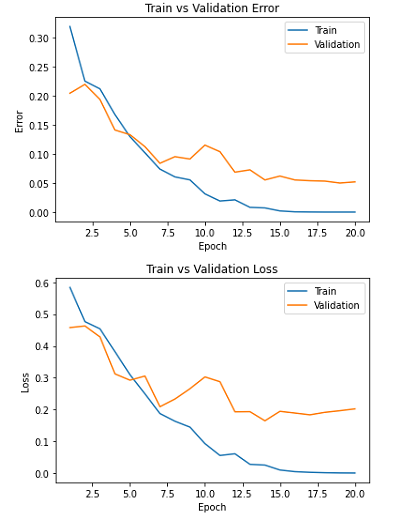 Train vs Validation Error
Train
Validation
0.30
0.25
0.20
0.15
0.10
0.05
0.00
Error
2.5 5.0 7.5 10.0 12.5 15.0 17.5 20.0
Epoch
Train vs Validation Loss
Train
Validation
0.6
0.5
0.4
0.3
0.2
0.1
0.0
Loss
2.5 5.0 7.5 10.0 12.5 15.0 17.5 20.0
Epoch